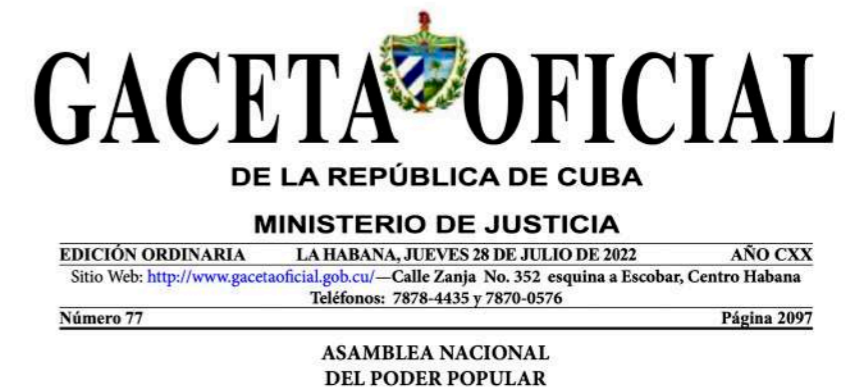 GACETA OFICIAL
DE LA REPÚBLICA DE CUBA
MINISTERIO DE JUSTICIA
EDICIÓN ORDINARIA LA HABANA, JUEVES 28 DE JULIO DE 2022 AÑO CXX
Sitio Web: http://www.gacetaoficial.gob.cu/—Calle Zanja No. 352 esquina a Escobar, Centro Habana
Teléfonos: 7878-4435 y 7870-0576
Número 77 Página 2097
ASAMBLEA NACIONAL
DEL PODER POPULAR